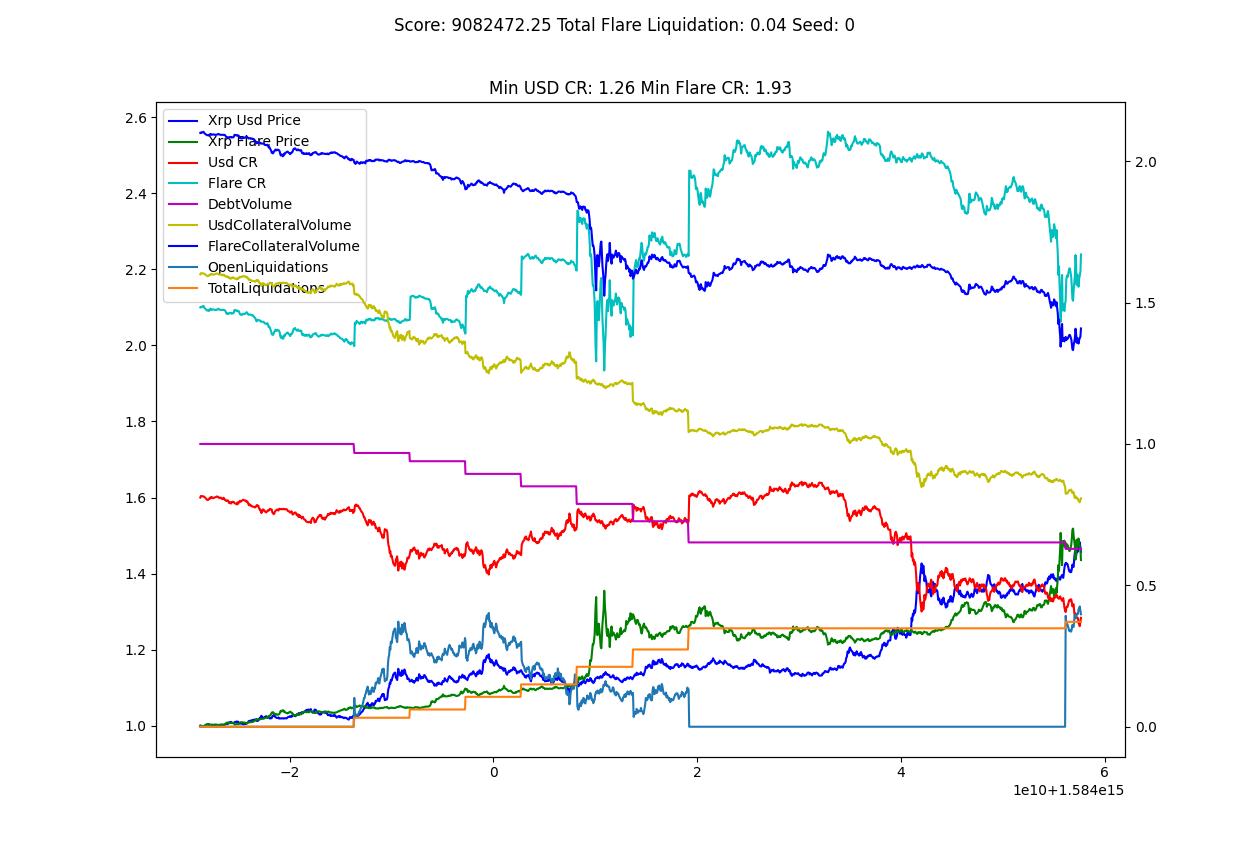 Score: 9082472.25 Total Flare Liquidation: 0.04 Seed: 0
Min USD CR: 1.26 Min Flare CR: 1.93
Xrp Usd Price
Xrp Flare Price
Usd CR
Flare CR
DebtVolume
UsdCollateralVolume
FlareCollateralVolume
OpenLiquidations
TotalLiquidations
2.6
2.4
2.2
2.0
1.8
1.6
1.4
1.2
1.0
2.0
1.5
1.0
0.5
0.0
−2 0 2 4 6
1e10+1.584e15